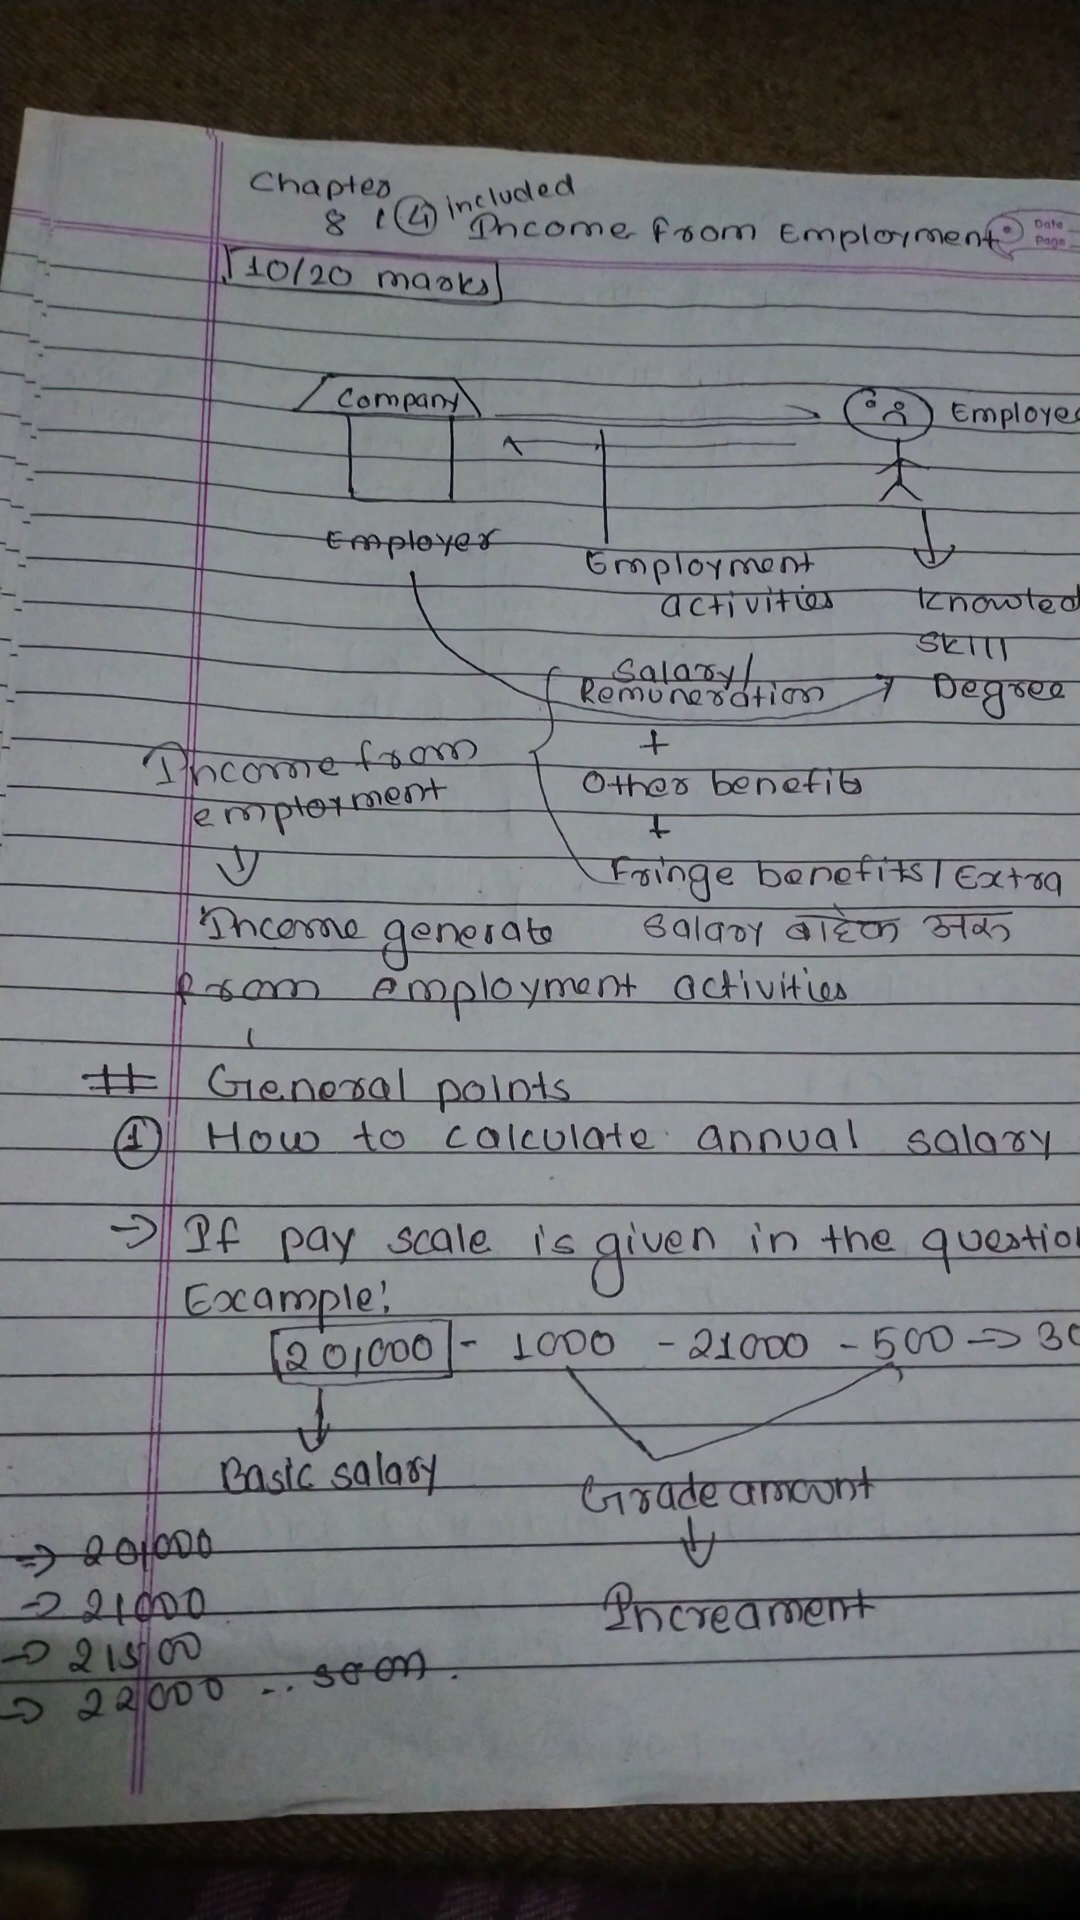 Chapter
8 , ④ included
Income from Employment
Date
Page
10/20 marks
Company
Employe
Employer
Employment
activities
Knowled
Skill
Degree
Salary/
Remuneration
+
Other benefits
+
Fringe benefits / Extra
Salary बाहेक अरू
Income from
employment
Income generate
from employment activities
# General points
① How to calculate annual salary
→ If pay scale is given in the question
Example:
20,000 - 1000 - 21000 - 500 ⇒ 30
Basic salary
Grade amount
Increament
⇒ 20,000
→ 21000
→ 21500
→ 22000 .. so on.